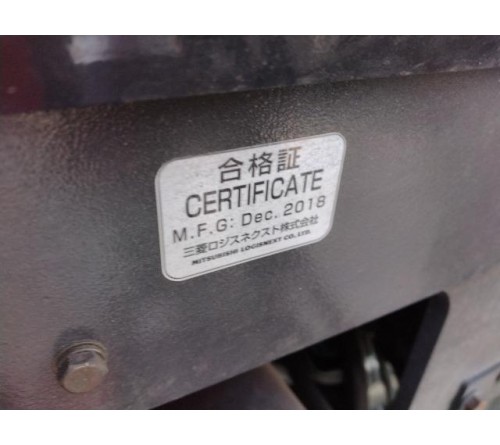 合格証
CERTIFICATE
M.F.G: Dec. 2018
三菱ロジスネクスト株式会社
MITSUBISHI LOGISNEXT CO., LTD.